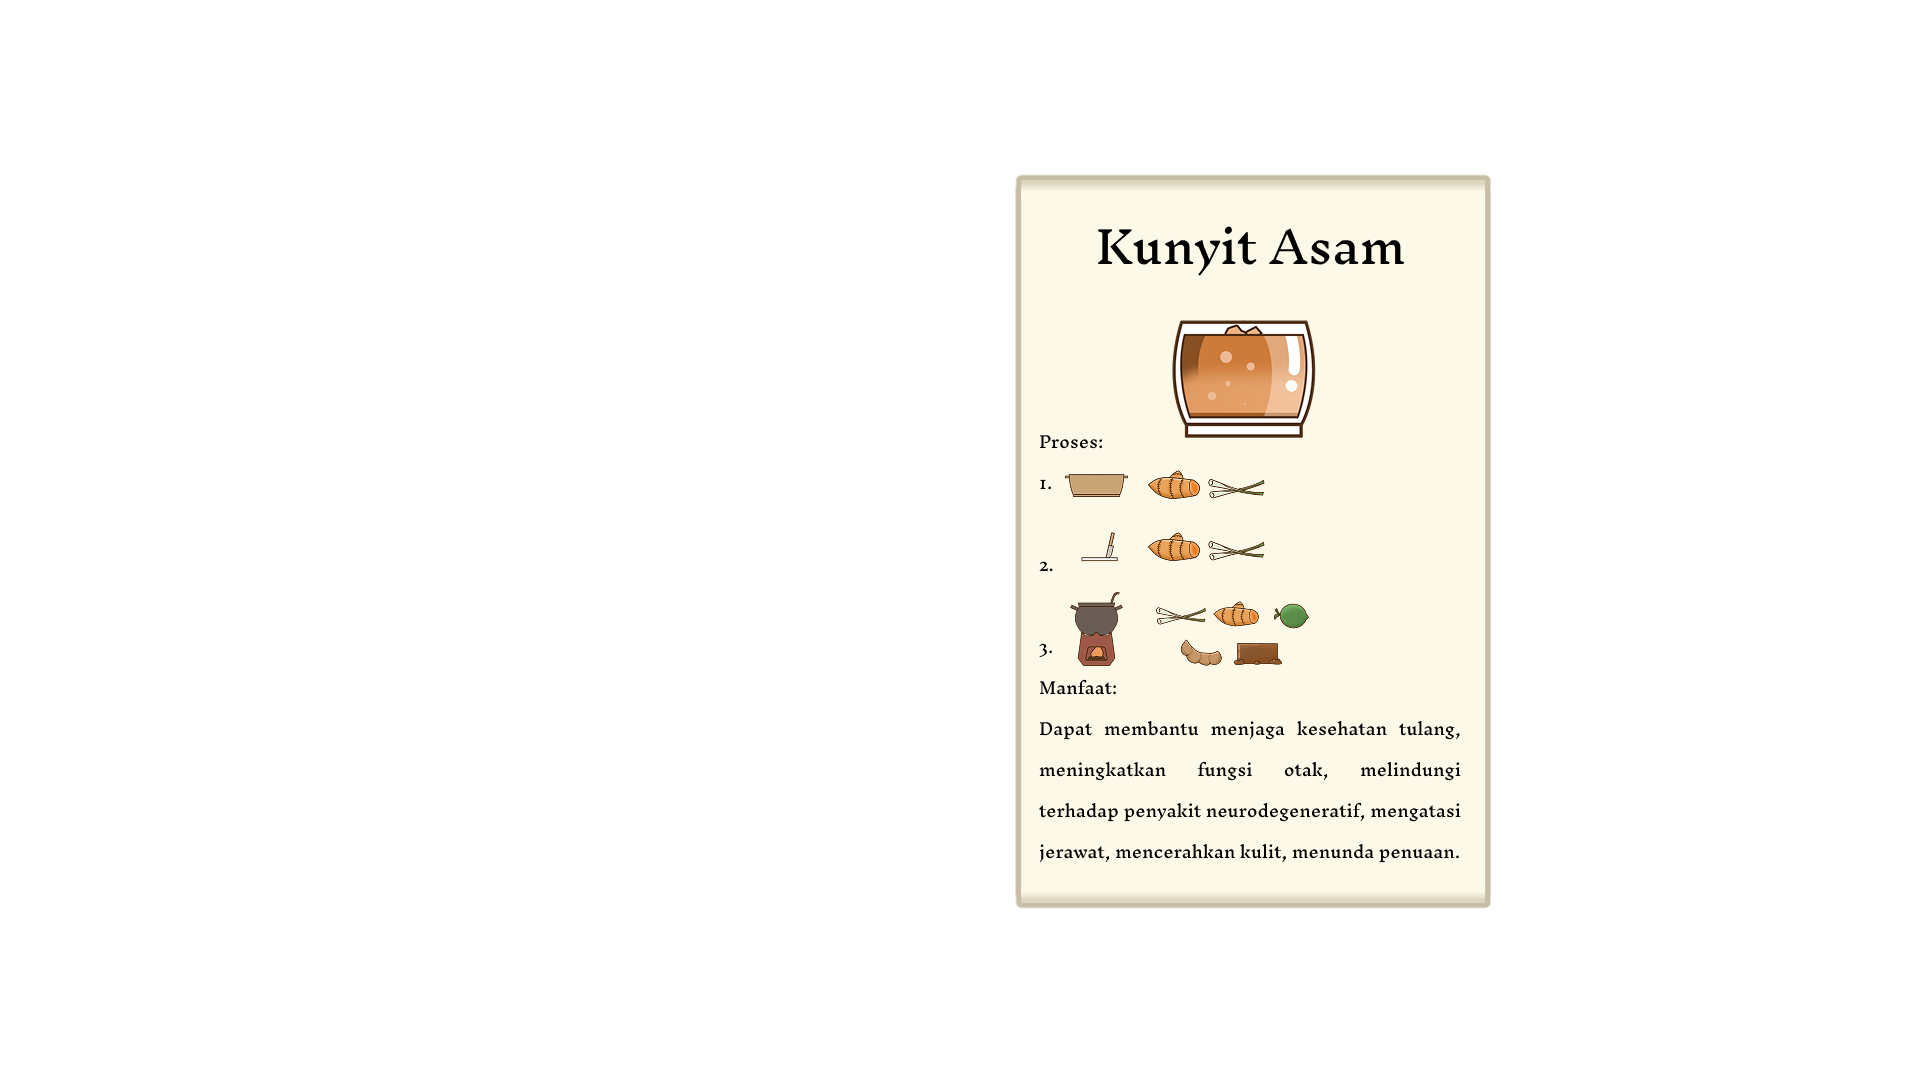 Kunyit Asam
Proses:
1.
2.
3.
Manfaat:
Dapat membantu menjaga kesehatan tulang,
meningkatkan fungsi otak, melindungi
terhadap penyakit neurodegeneratif, mengatasi
jerawat, mencerahkan kulit, menunda penuaan.